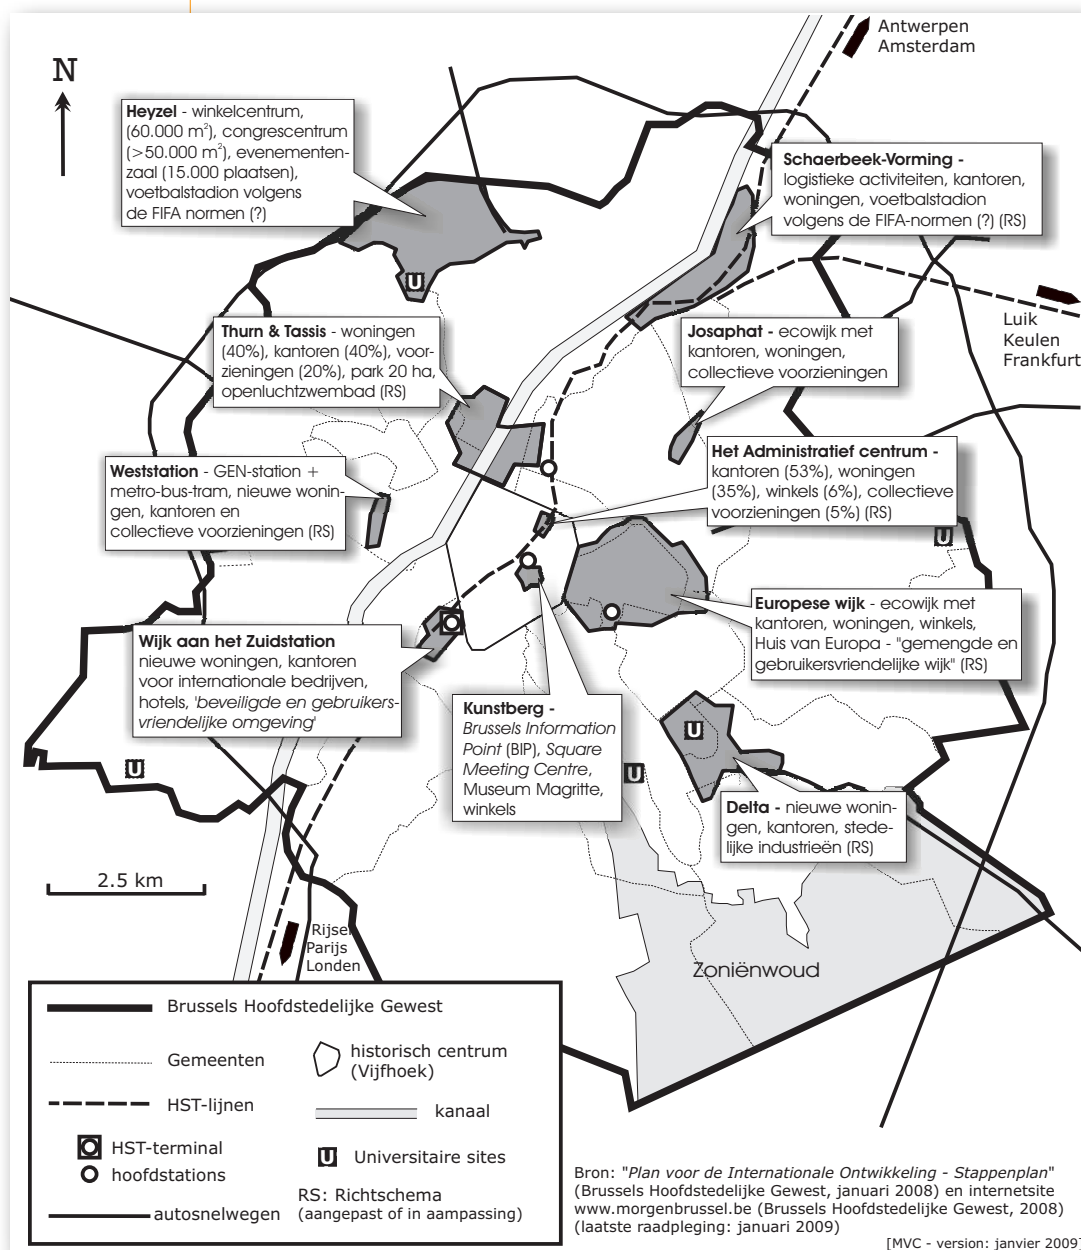 Antwerpen
Amsterdam
N
Heyzel - winkelcentrum,
(60.000 m²), congrescentrum
(>50.000 m²), evenementen-
zaal (15.000 plaatsen),
voetbalstadion volgens
de FIFA normen (?)
Schaerbeek-Vorming -
logistieke activiteiten, kantoren,
woningen, voetbalstadion
volgens de FIFA-normen (?) (RS)
U
Luik
Keulen
Frankfurt
Thurn & Tassis - woningen
(40%), kantoren (40%), voor-
zieningen (20%), park 20 ha,
openluchtzwembad (RS)
Josaphat - ecowijk met
kantoren, woningen,
collectieve voorzieningen
Weststation - GEN-station +
metro-bus-tram, nieuwe wonin-
gen, kantoren en
collectieve voorzieningen (RS)
Het Administratief centrum -
kantoren (53%), woningen
(35%), winkels (6%), collectieve
voorzieningen (5%) (RS)
U
Europese wijk - ecowijk met
kantoren, woningen, winkels,
Huis van Europa - "gemengde en
gebruikersvriendelijke wijk" (RS)
Wijk aan het Zuidstation
nieuwe woningen, kantoren
voor internationale bedrijven,
hotels, 'beveiligde en gebruikers-
vriendelijke omgeving'
Kunstberg -
Brussels Information
Point (BIP), Square
Meeting Centre,
Museum Magritte,
winkels
U
U
U
Delta - nieuwe wonin-
gen, kantoren, stede-
lijke industrieën (RS)
2.5 km
Rijsel
Parijs
Londen
Zoniënwoud
Brussels Hoofdstedelijke Gewest
Gemeenten
historisch centrum
(Vijfhoek)
HST-lijnen
kanaal
HST-terminal
U Universitaire sites
hoofdstations
RS: Richtschema
(aangepast of in aampassing)
autosnelwegen
Bron: "Plan voor de Internationale Ontwikkeling - Stappenplan"
(Brussels Hoofdstedelijke Gewest, januari 2008) en internetsite
www.morgenbrussel.be (Brussels Hoofdstedelijke Gewest, 2008)
(laatste raadpleging: januari 2009)
[MVC - version: janvier 2009]